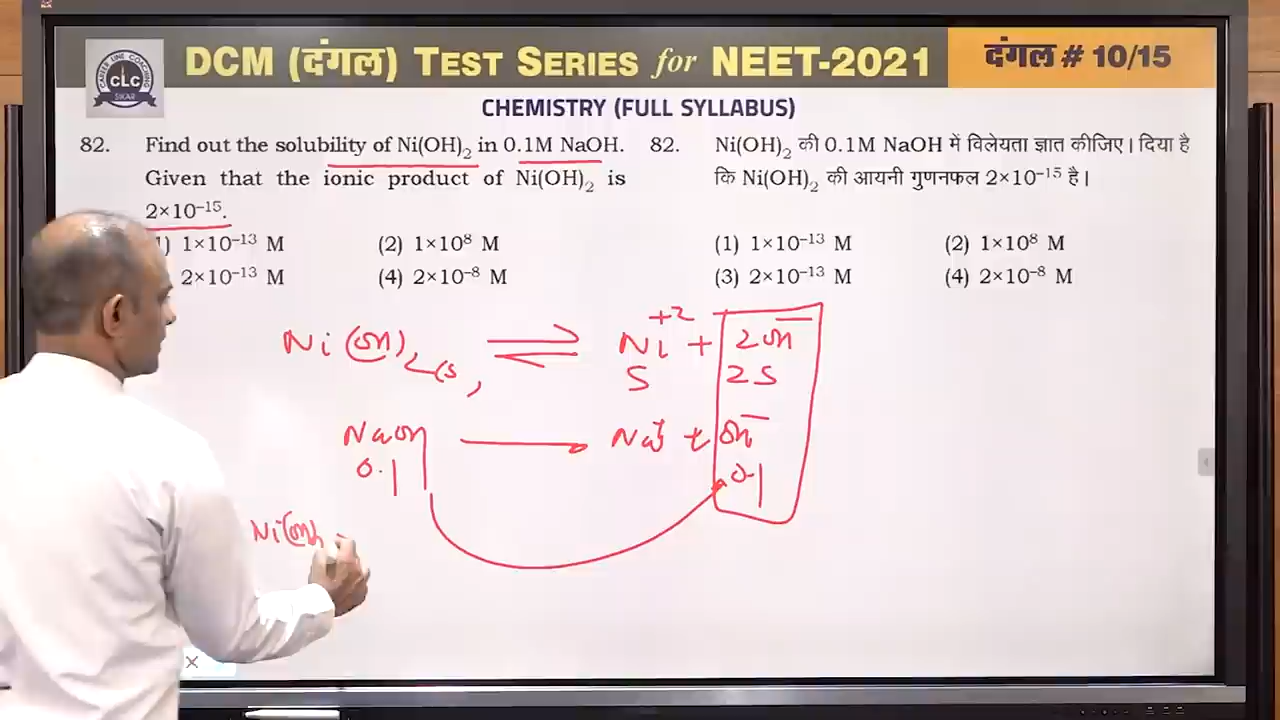 DCM (दंगल) TEST SERIES for NEET-2021
दंगल # 10/15
CAREER LINE COACHING
CLC
SIKAR
CHEMISTRY (FULL SYLLABUS)
82. Find out the solubility of Ni(OH)₂ in 0.1M NaOH.
Given that the ionic product of Ni(OH)₂ is
2×10⁻¹⁵.
1) 1×10⁻¹³ M (2) 1×10⁸ M
2×10⁻¹³ M (4) 2×10⁻⁸ M
82. Ni(OH)₂ की 0.1M NaOH में विलेयता ज्ञात कीजिए। दिया है
कि Ni(OH)₂ की आयनी गुणनफल 2×10⁻¹⁵ है।
(1) 1×10⁻¹³ M (2) 1×10⁸ M
(3) 2×10⁻¹³ M (4) 2×10⁻⁸ M
Ni(OH)₂(s) ⇌ Ni⁺² + 2OH⁻
S 2S
NaOH → Na⁺ + OH⁻
0.1 0.1
Ni(OH)₂